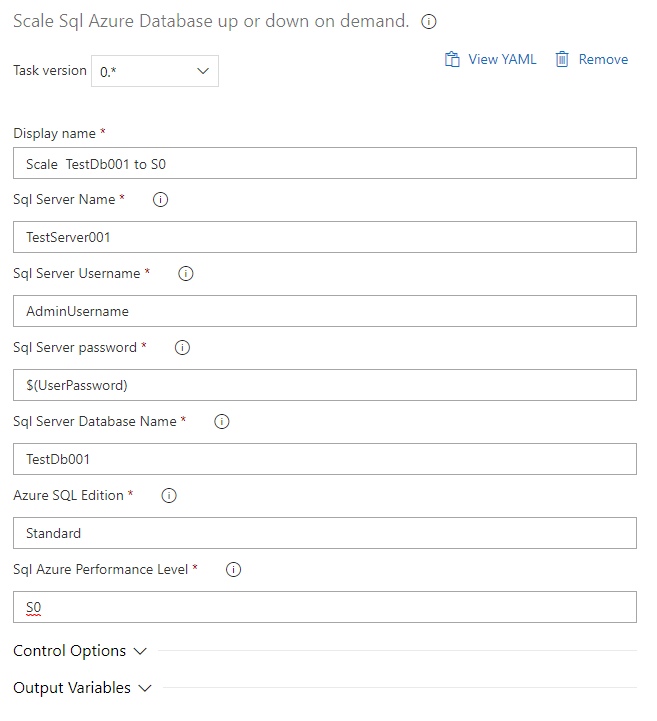 Scale Sql Azure Database up or down on demand.
Task version 0.* View YAML Remove
Display name *
Scale  TestDb001 to S0
Sql Server Name *
TestServer001
Sql Server Username *
AdminUsername
Sql Server password *
$(UserPassword)
Sql Server Database Name *
TestDb001
Azure SQL Edition *
Standard
Sql Azure Performance Level *
S0
Control Options
Output Variables